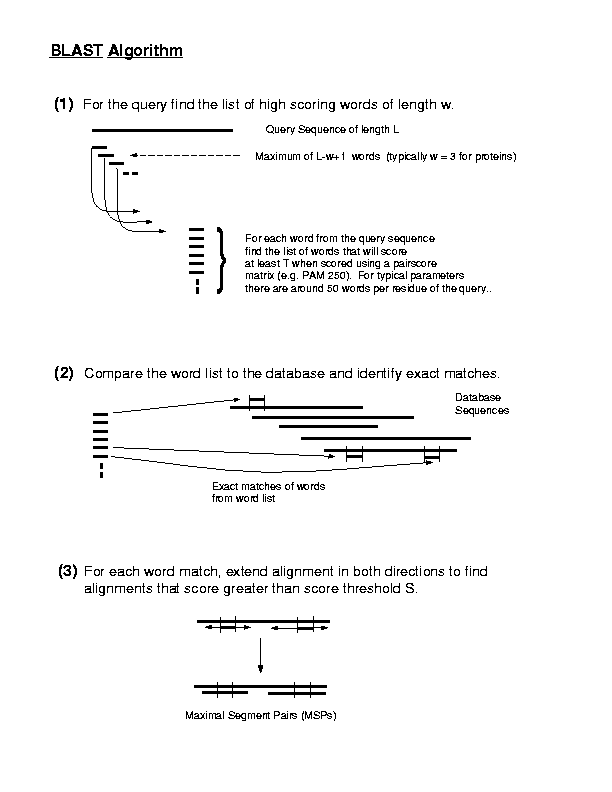 BLAST Algorithm
(1) For the query find the list of high scoring words of length w.
Query Sequence of length L
Maximum of L-w+1 words (typically w = 3 for proteins)
For each word from the query sequence
find the list of words that will score
at least T when scored using a pairscore
matrix (e.g. PAM 250). For typical parameters
there are around 50 words per residue of the query..
(2) Compare the word list to the database and identify exact matches.
Database
Sequences
Exact matches of words
from word list
(3) For each word match, extend alignment in both directions to find
alignments that score greater than score threshold S.
Maximal Segment Pairs (MSPs)